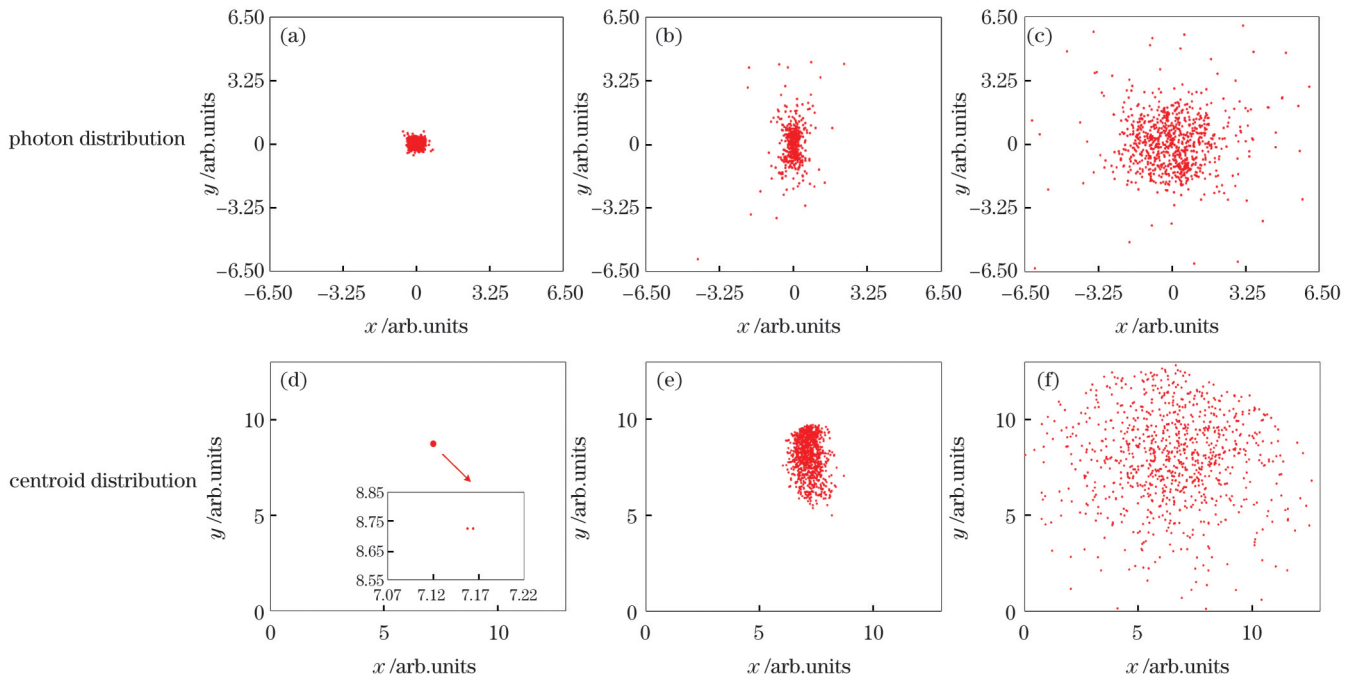 (a) (b) (c)
6.50 6.50 6.50
3.25 3.25 3.25
photon distribution
y /arb.units y /arb.units y /arb.units
0 0 0
−3.25 −3.25 −3.25
−6.50 −6.50 −6.50
−6.50 −3.25 0 3.25 6.50 −6.50 −3.25 0 3.25 6.50 −6.50 −3.25 0 3.25 6.50
x /arb.units x /arb.units x /arb.units
(d) (e) (f)
10 10 10
centroid distribution
y /arb.units y /arb.units y /arb.units
8.85
8.75
8.65
8.55
7.07 7.12 7.17 7.22
5 5 5
0 0 0
0 5 10 0 5 10 0 5 10
x /arb.units x /arb.units x /arb.units